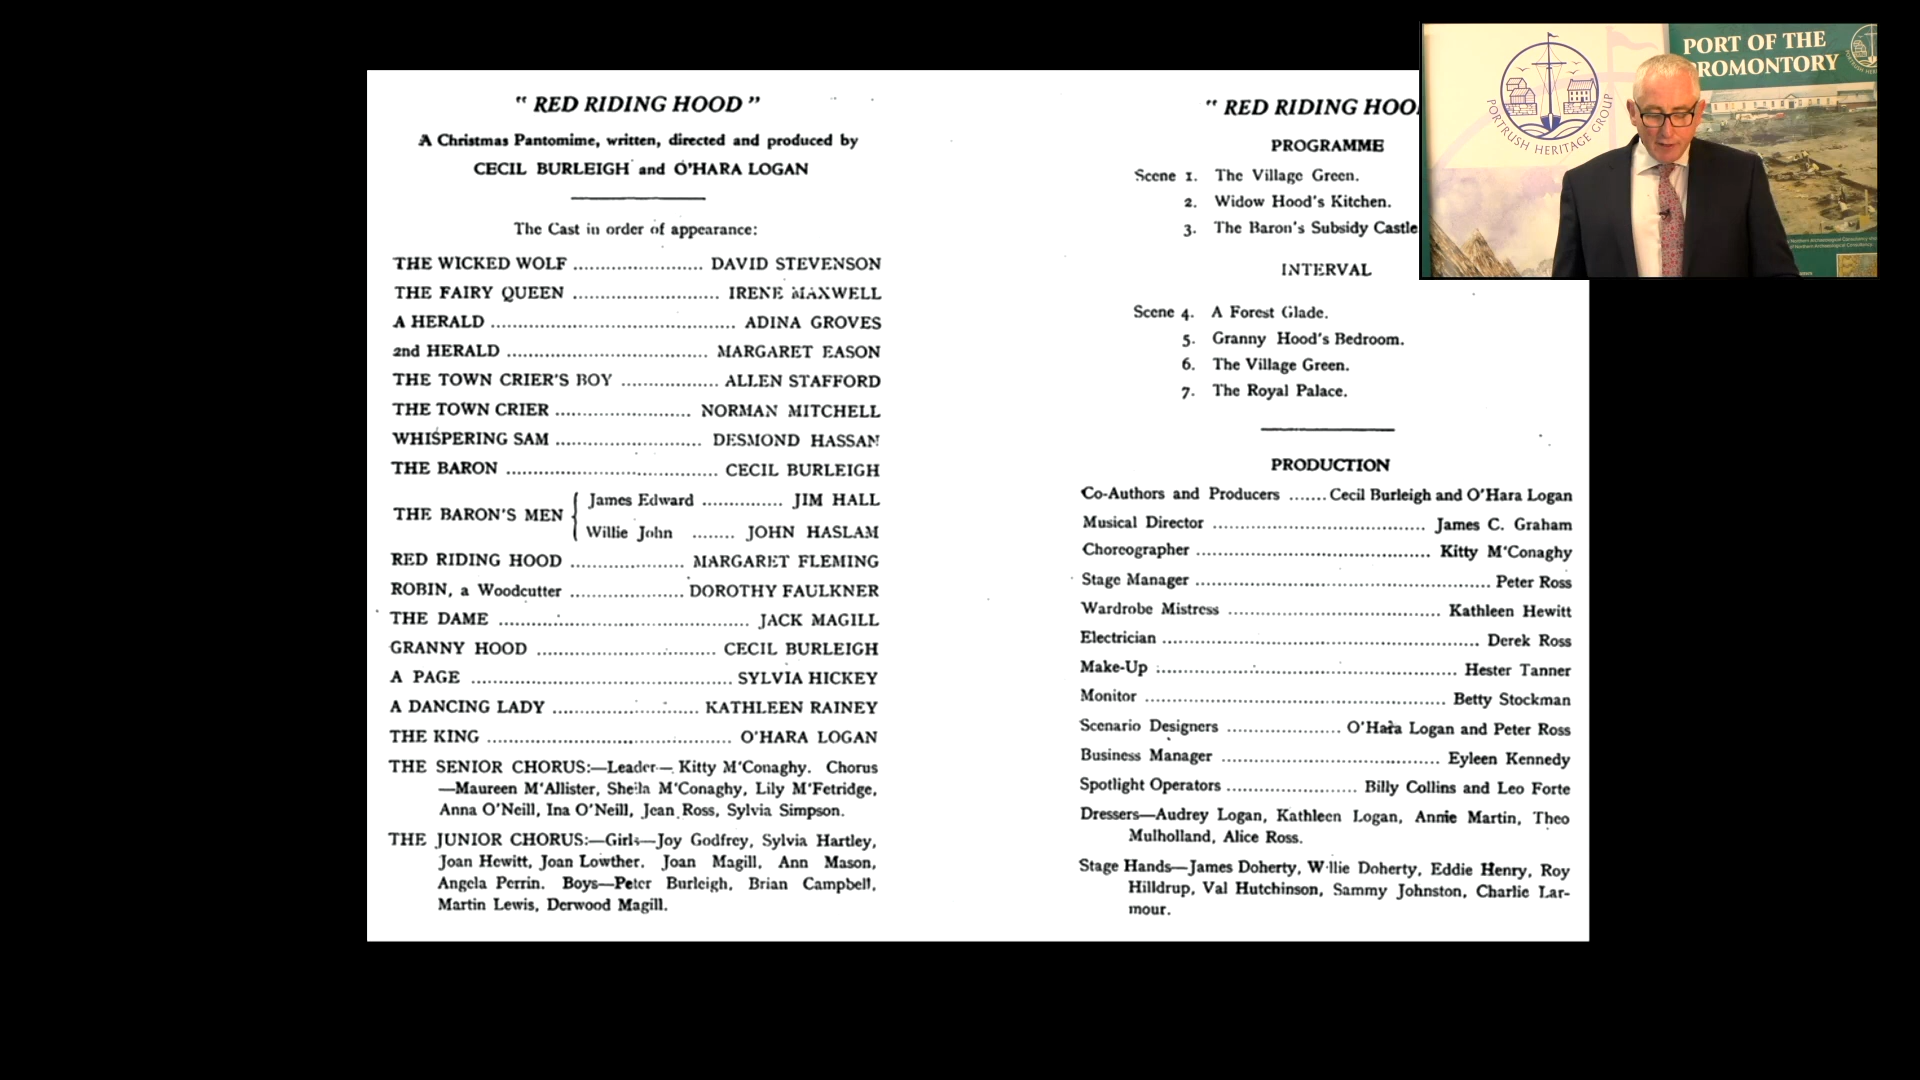 " RED RIDING HOOD "
A Christmas Pantomime, written, directed and produced by
CECIL BURLEIGH and O'HARA LOGAN
The Cast in order of appearance:
THE WICKED WOLF ....................... DAVID STEVENSON
THE FAIRY QUEEN ......................... IRENE MAXWELL
A HERALD .......................................... ADINA GROVES
2nd HERALD ................................... MARGARET EASON
THE TOWN CRIER'S BOY ................. ALLEN STAFFORD
THE TOWN CRIER ........................ NORMAN MITCHELL
WHISPERING SAM ......................... DESMOND HASSAN
THE BARON .................................... CECIL BURLEIGH
THE BARON'S MEN { James Edward .............. JIM HALL
Willie John ........ JOHN HASLAM
RED RIDING HOOD .................... MARGARET FLEMING
ROBIN, a Woodcutter .................... DOROTHY FAULKNER
THE DAME ........................................... JACK MAGILL
GRANNY HOOD .............................. CECIL BURLEIGH
A PAGE ............................................. SYLVIA HICKEY
A DANCING LADY ......................... KATHLEEN RAINEY
THE KING .......................................... O'HARA LOGAN
THE SENIOR CHORUS:—Leader—Kitty M'Conaghy. Chorus
—Maureen M'Allister, Sheila M'Conaghy, Lily M'Fetridge,
Anna O'Neill, Ina O'Neill, Jean Ross, Sylvia Simpson.
THE JUNIOR CHORUS:—Girls—Joy Godfrey, Sylvia Hartley,
Joan Hewitt, Joan Lowther, Joan Magill, Ann Mason,
Angela Perrin. Boys—Peter Burleigh, Brian Campbell,
Martin Lewis, Derwood Magill.
" RED RIDING HOO
PROGRAMME
Scene 1. The Village Green.
2. Widow Hood's Kitchen.
3. The Baron's Subsidy Castle
INTERVAL
Scene 4. A Forest Glade.
5. Granny Hood's Bedroom.
6. The Village Green.
7. The Royal Palace.
PRODUCTION
Co-Authors and Producers ....... Cecil Burleigh and O'Hara Logan
Musical Director ....................................... James C. Graham
Choreographer .......................................... Kitty M'Conaghy
Stage Manager .................................................... Peter Ross
Wardrobe Mistress ...................................... Kathleen Hewitt
Electrician .......................................................... Derek Ross
Make-Up ........................................................ Hester Tanner
Monitor ........................................................ Betty Stockman
Scenario Designers ..................... O'Hara Logan and Peter Ross
Business Manager ........................................ Eyleen Kennedy
Spotlight Operators ........................ Billy Collins and Leo Forte
Dressers—Audrey Logan, Kathleen Logan, Annie Martin, Theo
Mulholland, Alice Ross.
Stage Hands—James Doherty, Willie Doherty, Eddie Henry, Roy
Hilldrup, Val Hutchinson, Sammy Johnston, Charlie Lar-
mour.
PORTRUSH HERITAGE GROUP
PORT OF THE
ROMONTORY